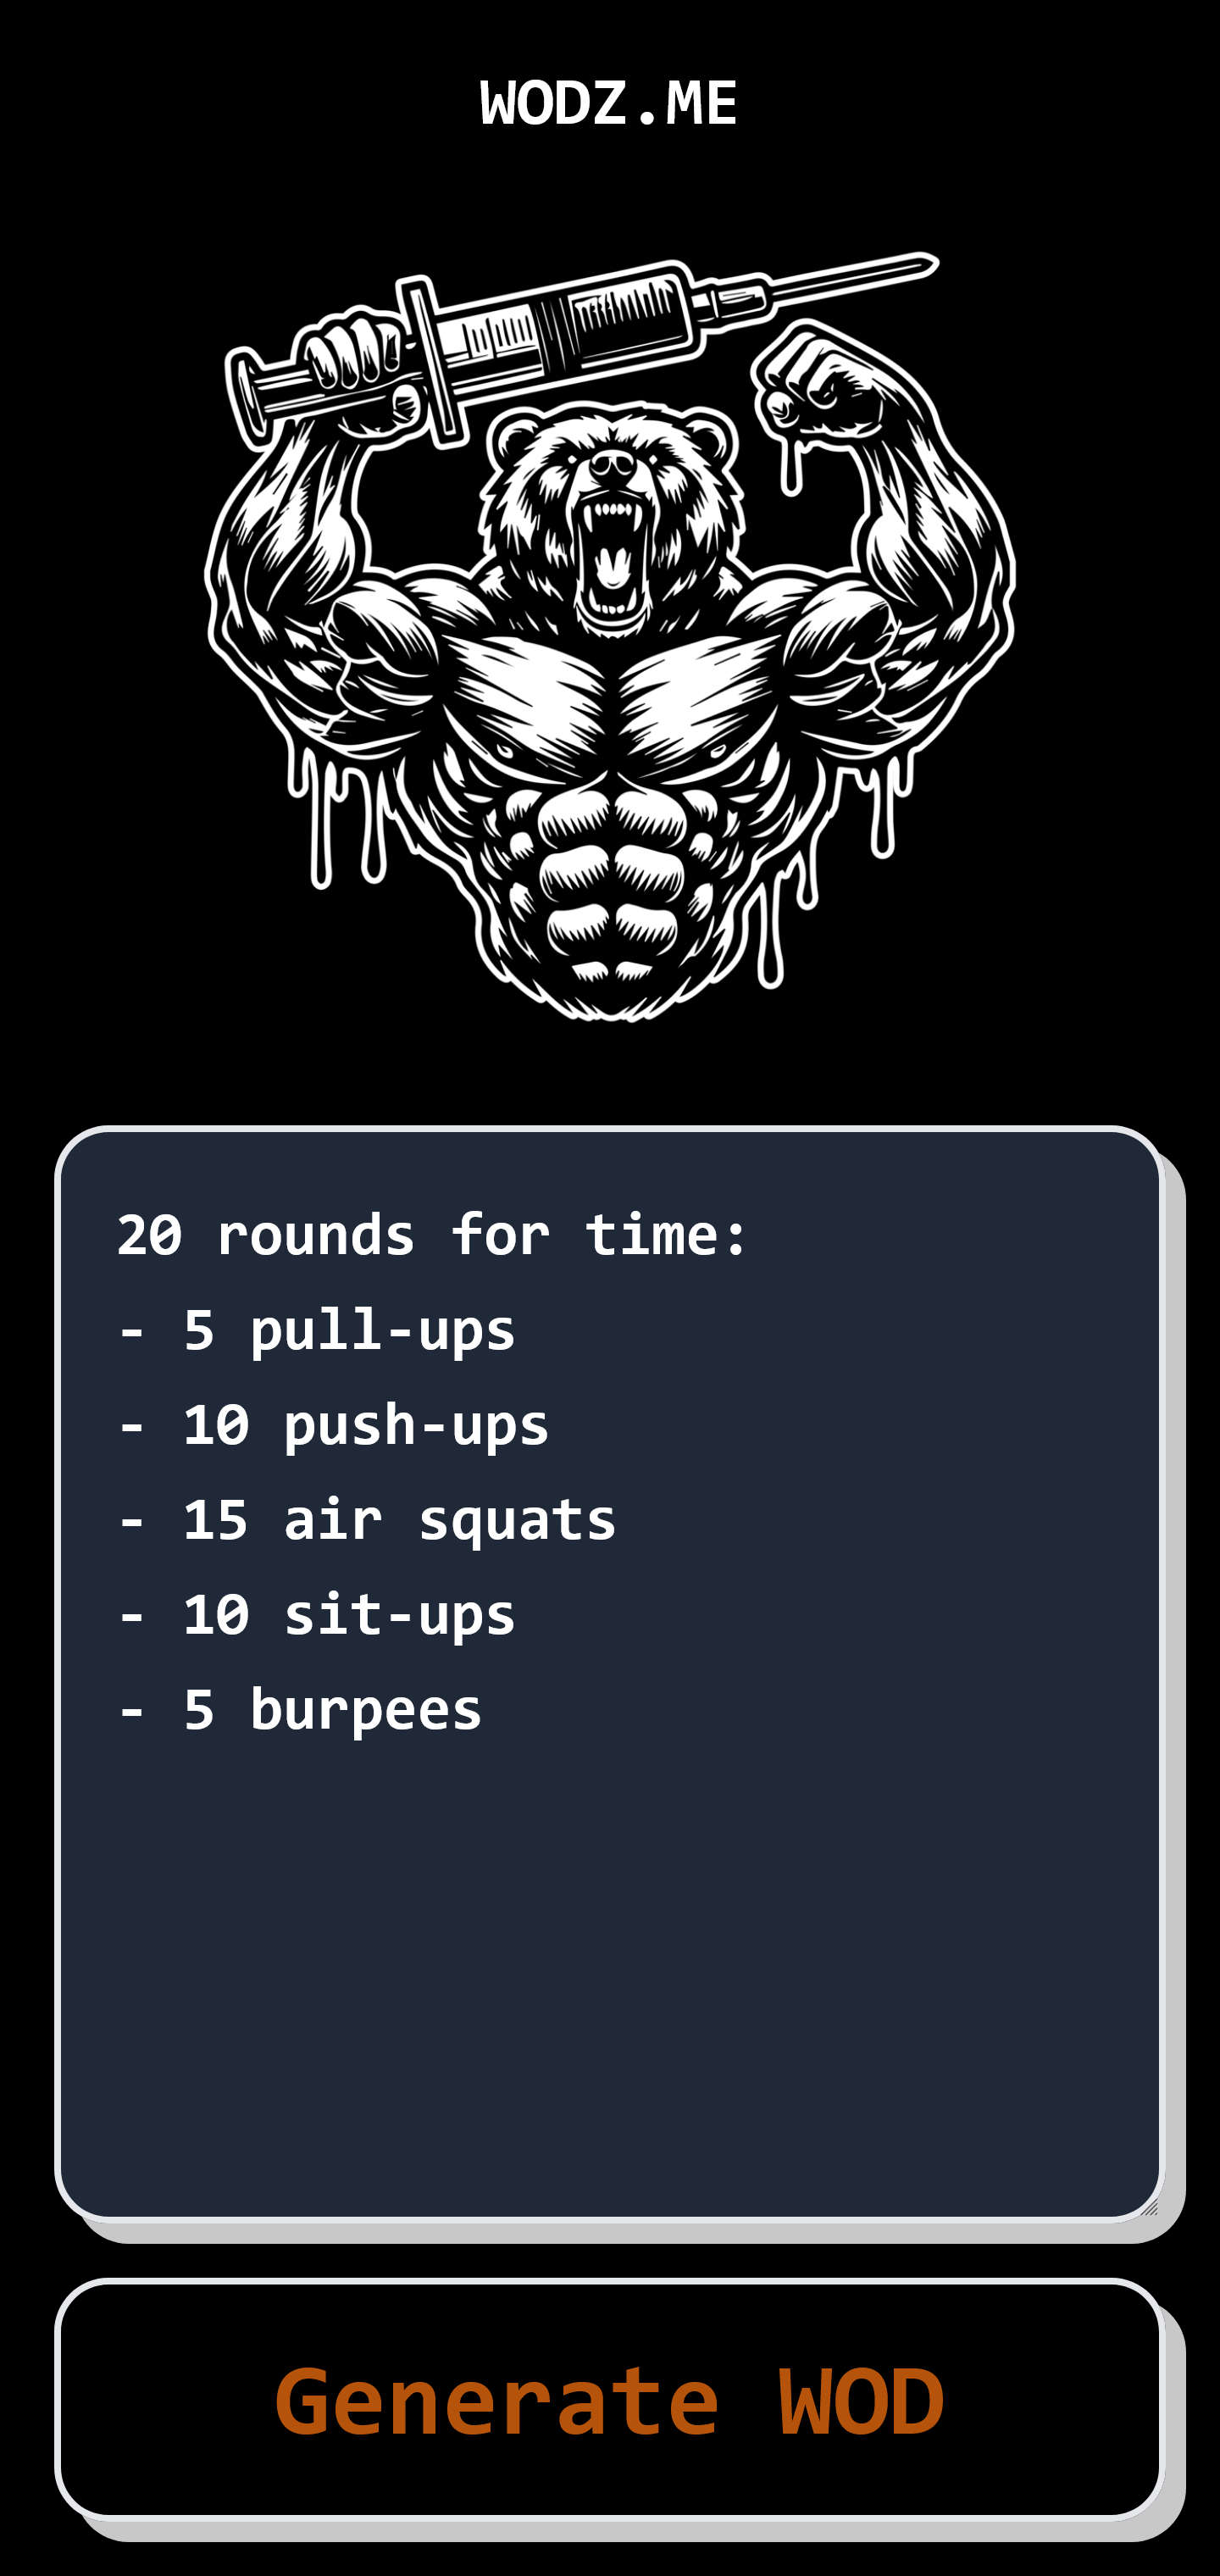 WODZ.ME
20 rounds for time:
- 5 pull-ups
- 10 push-ups
- 15 air squats
- 10 sit-ups
- 5 burpees
Generate WOD